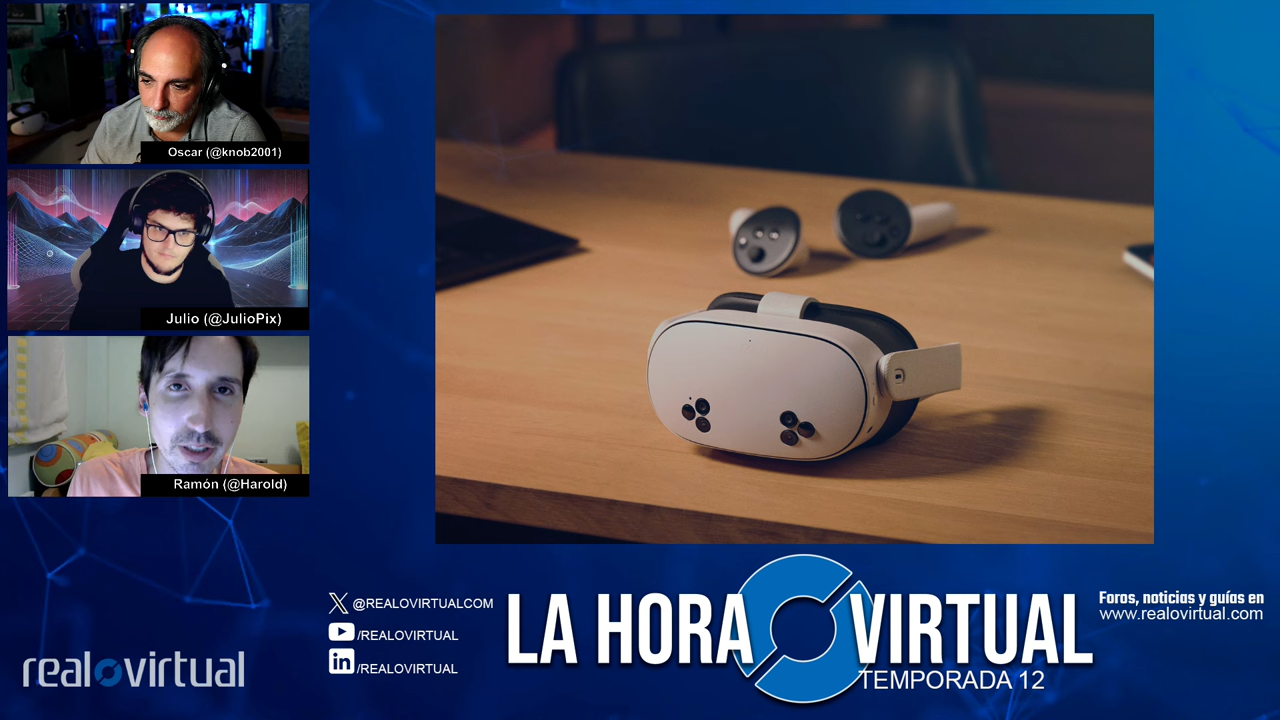 Oscar (@knob2001)
Julio (@JulioPix)
Ramón (@Harold)
@REALOVIRTUALCOM
/REALOVIRTUAL
in /REALOVIRTUAL
LA HORA VIRTUAL
TEMPORADA 12
Foros, noticias y guías en
www.realovirtual.com
realovirtual